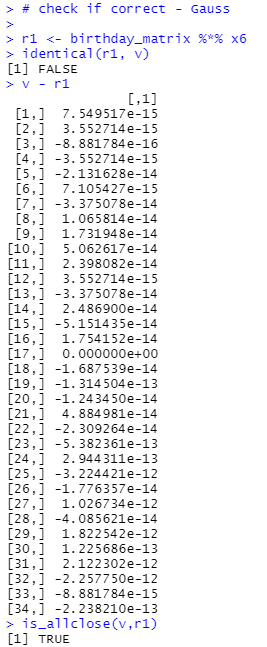 > # check if correct - Gauss
>
> r1 <- birthday_matrix %*% x6
> identical(r1, v)
[1] FALSE
> v - r1
[,1]
[1,] 7.549517e-15
[2,] 3.552714e-15
[3,] -8.881784e-16
[4,] -3.552714e-15
[5,] -2.131628e-14
[6,] 7.105427e-15
[7,] -3.375078e-14
[8,] 1.065814e-14
[9,] 1.731948e-14
[10,] 5.062617e-14
[11,] 2.398082e-14
[12,] 3.552714e-15
[13,] -3.375078e-14
[14,] 2.486900e-14
[15,] -5.151435e-14
[16,] 1.754152e-14
[17,] 0.000000e+00
[18,] -1.687539e-14
[19,] -1.314504e-13
[20,] -1.243450e-14
[21,] 4.884981e-14
[22,] -2.309264e-14
[23,] -5.382361e-13
[24,] 2.944311e-13
[25,] -3.224421e-12
[26,] -1.776357e-14
[27,] 1.026734e-12
[28,] -4.085621e-14
[29,] 1.822542e-12
[30,] 1.225686e-13
[31,] 2.122302e-12
[32,] -2.257750e-12
[33,] -8.881784e-15
[34,] -2.238210e-13
> is_allclose(v,r1)
[1] TRUE